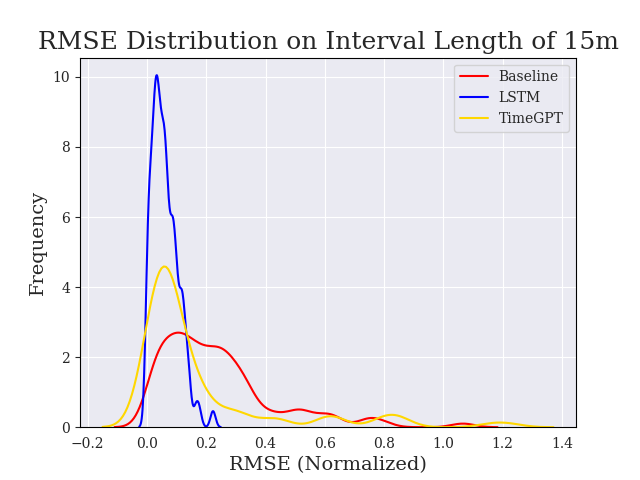 RMSE Distribution on Interval Length of 15m
Baseline
LSTM
TimeGPT
Frequency
10
8
6
4
2
0
−0.2 0.0 0.2 0.4 0.6 0.8 1.0 1.2 1.4
RMSE (Normalized)